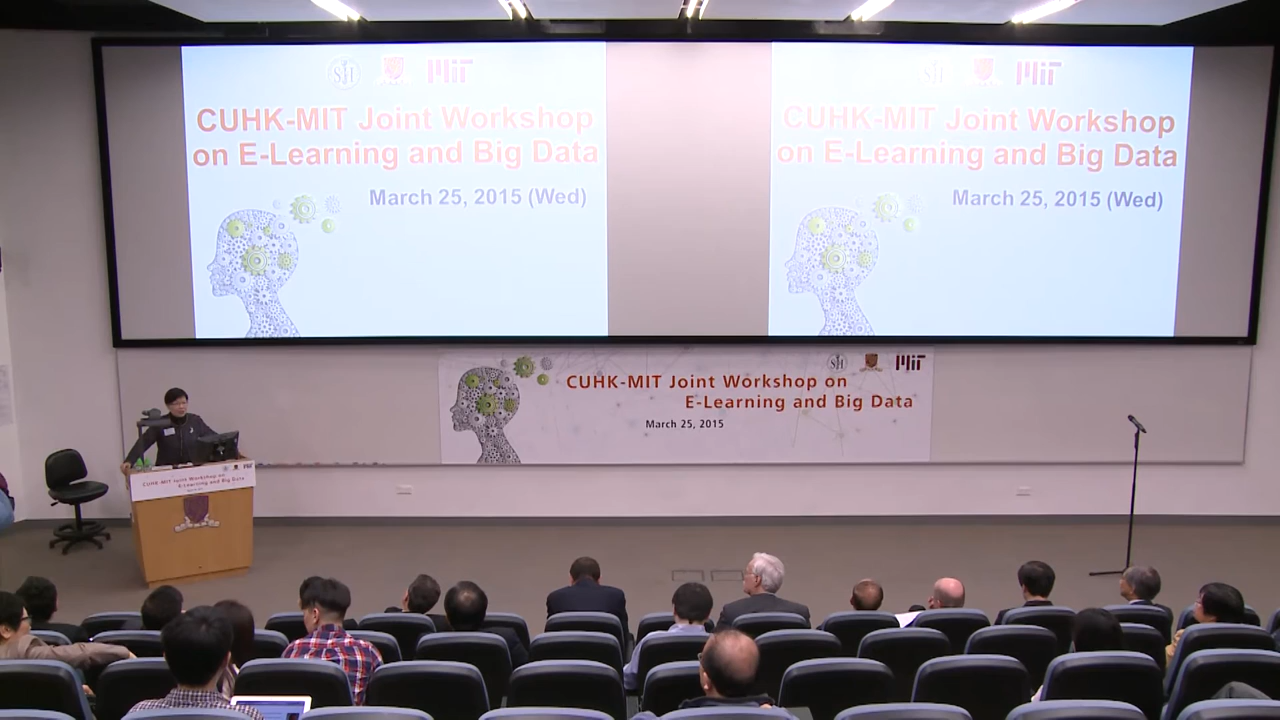 MIT
CUHK-MIT Joint Workshop
on E-Learning and Big Data
March 25, 2015 (Wed)
MIT
CUHK-MIT Joint Workshop
on E-Learning and Big Data
March 25, 2015 (Wed)
MIT
CUHK-MIT Joint Workshop on
E-Learning and Big Data
March 25, 2015
CUHK-MIT Joint Workshop on
E-Learning and Big Data